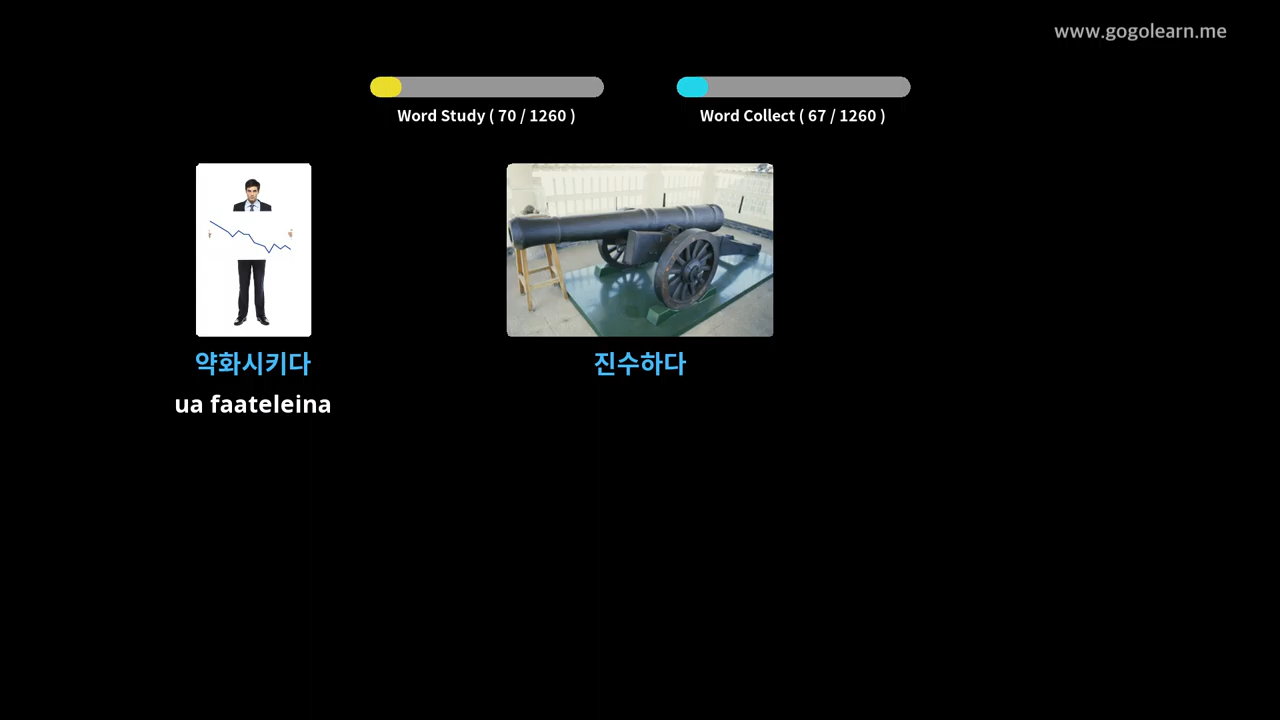 www.gogolearn.me
Word Study ( 70 / 1260 )
Word Collect ( 67 / 1260 )
약화시키다
진수하다
ua faateleina